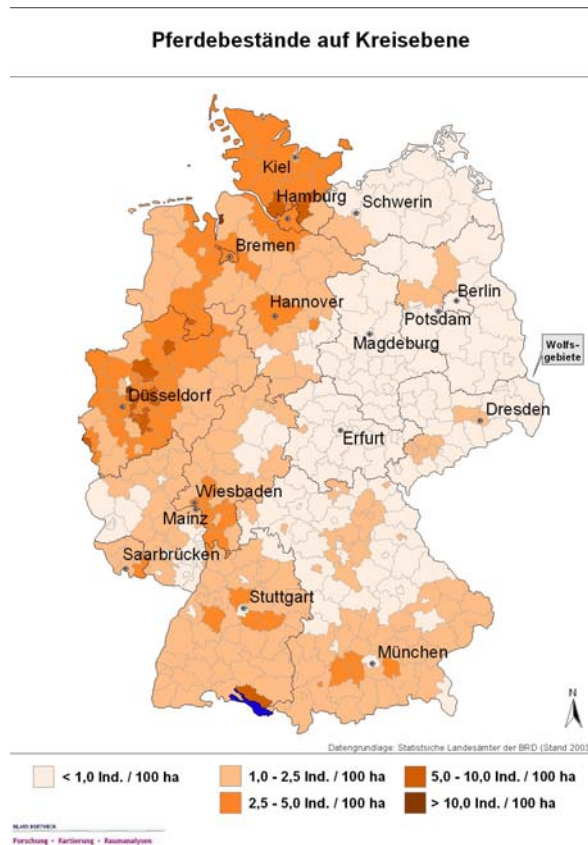 Pferdebestände auf Kreisebene
Kiel
Hamburg
Schwerin
Bremen
Berlin
Hannover
Potsdam
Magdeburg
Wolfs-
gebiete
Düsseldorf
Dresden
Erfurt
Wiesbaden
Mainz
Saarbrücken
Stuttgart
München
N
Datengrundlage: Statistsiche Landesämter der BRD (Stand 2003
< 1,0 Ind. / 100 ha
1,0 - 2,5 Ind. / 100 ha
5,0 - 10,0 Ind. / 100 ha
2,5 - 5,0 Ind. / 100 ha
> 10,0 Ind. / 100 ha
Forschung • Kartierung • Raumanalysen